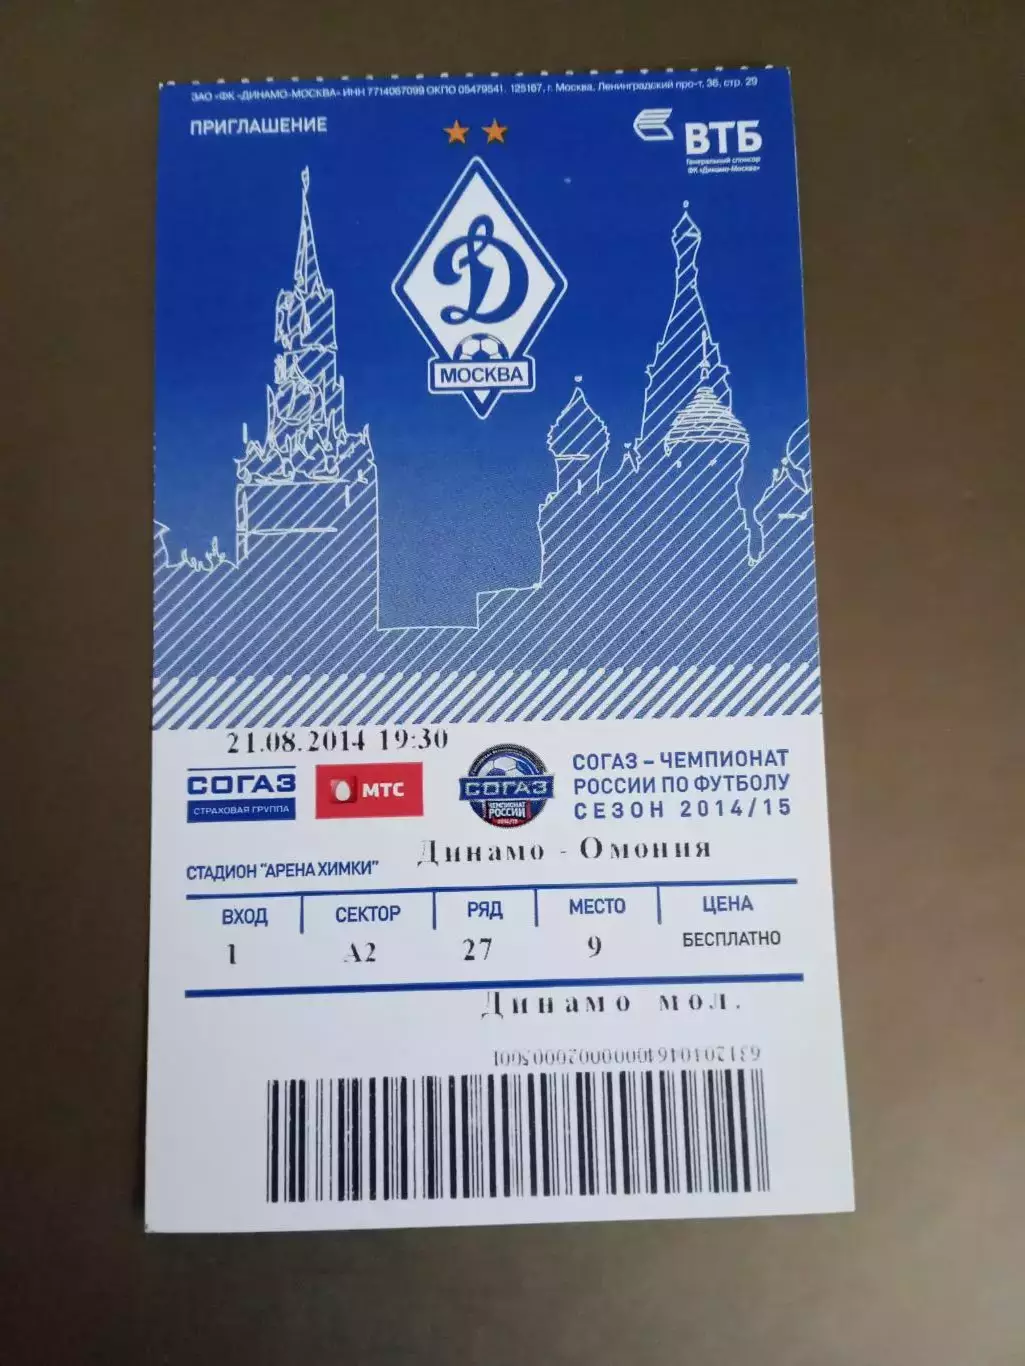 ЗАО «ФК «ДИНАМО-МОСКВА» ИНН 7714067099 ОКПО 05479541. 125167, г. Москва, Ленинградский про-т, 36, стр. 29
ПРИГЛАШЕНИЕ
ВТБ
Генеральный спонсор
ФК «Динамо-Москва»
Д
МОСКВА
21.08.2014 19:30
СОГАЗ
СТРАХОВАЯ ГРУППА
МТС
СОГАЗ
ЧЕМПИОНАТ
РОССИИ
2014/15
СОГАЗ – ЧЕМПИОНАТ
РОССИИ ПО ФУТБОЛУ
СЕЗОН 2014/15
Динамо - Омония
СТАДИОН "АРЕНА ХИМКИ"
ВХОД СЕКТОР РЯД МЕСТО ЦЕНА
1 А2 27 9 БЕСПЛАТНО
Динамо мол.